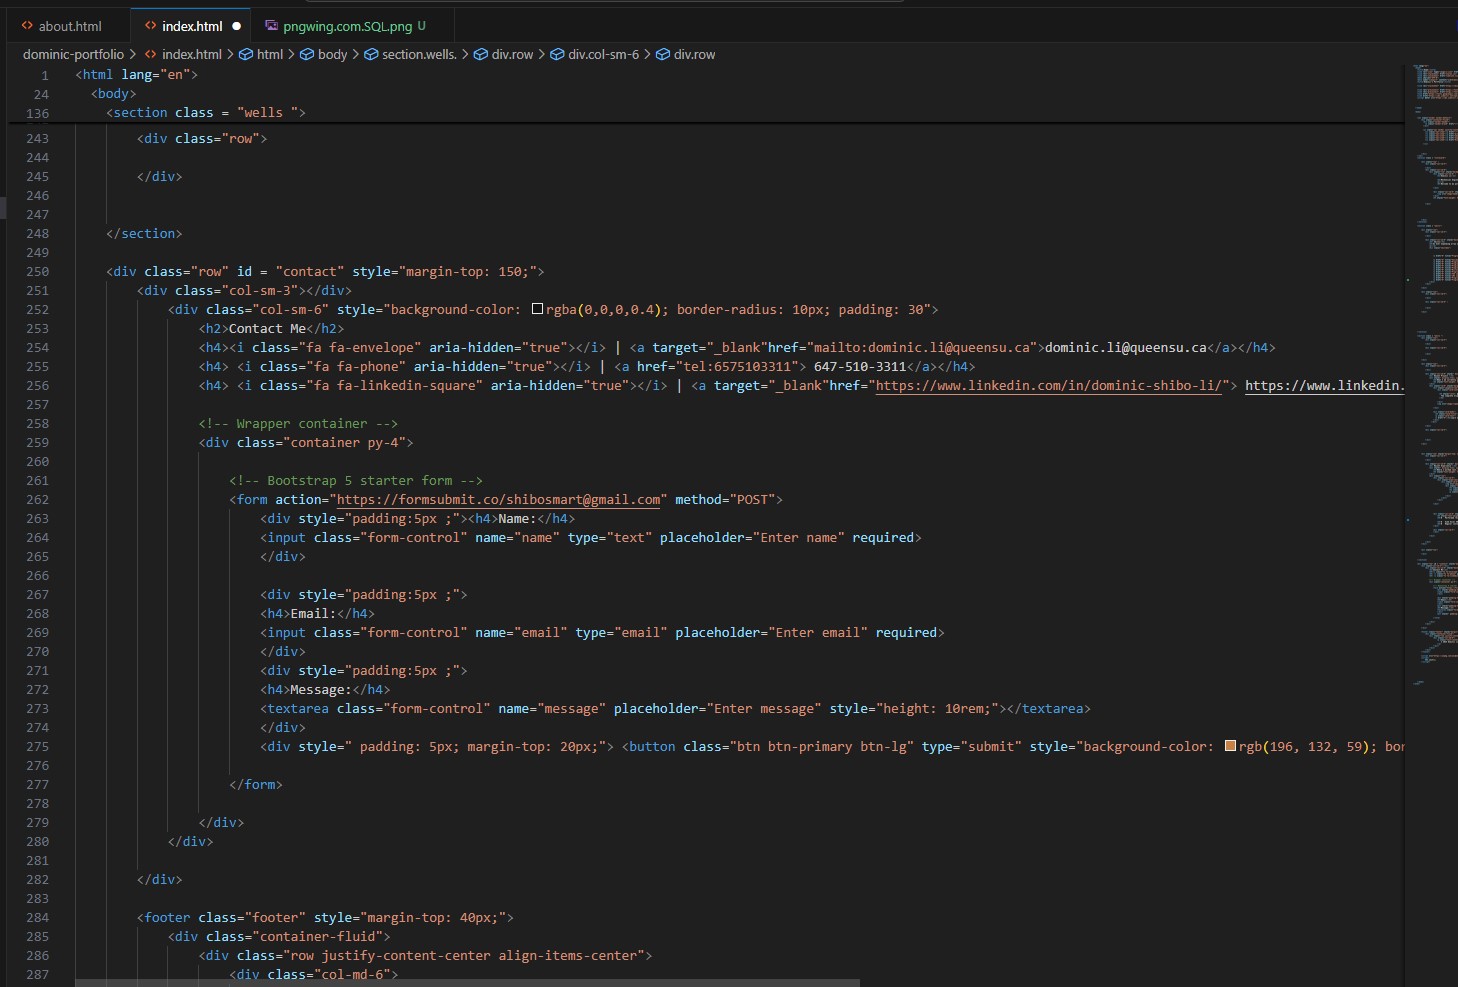 about.html index.html pngwing.com.SQL.png U
dominic-portfolio > index.html > html > body > section.wells. > div.row > div.col-sm-6 > div.row
1 <html lang="en">
24 <body>
136 <section class = "wells ">
243 <div class="row">
244
245 </div>
246
247
248 </section>
249
250 <div class="row" id = "contact" style="margin-top: 150;">
251 <div class="col-sm-3"></div>
252 <div class="col-sm-6" style="background-color: rgba(0,0,0,0.4); border-radius: 10px; padding: 30">
253 <h2>Contact Me</h2>
254 <h4><i class="fa fa-envelope" aria-hidden="true"></i> | <a target="_blank"href="mailto:dominic.li@queensu.ca">dominic.li@queensu.ca</a></h4>
255 <h4> <i class="fa fa-phone" aria-hidden="true"></i> | <a href="tel:6575103311"> 647-510-3311</a></h4>
256 <h4> <i class="fa fa-linkedin-square" aria-hidden="true"></i> | <a target="_blank"href="https://www.linkedin.com/in/dominic-shibo-li/"> https://www.linkedin.
257
258 <!-- Wrapper container -->
259 <div class="container py-4">
260
261 <!-- Bootstrap 5 starter form -->
262 <form action="https://formsubmit.co/shibosmart@gmail.com" method="POST">
263 <div style="padding:5px ;"><h4>Name:</h4>
264 <input class="form-control" name="name" type="text" placeholder="Enter name" required>
265 </div>
266
267 <div style="padding:5px ;">
268 <h4>Email:</h4>
269 <input class="form-control" name="email" type="email" placeholder="Enter email" required>
270 </div>
271 <div style="padding:5px ;">
272 <h4>Message:</h4>
273 <textarea class="form-control" name="message" placeholder="Enter message" style="height: 10rem;"></textarea>
274 </div>
275 <div style=" padding: 5px; margin-top: 20px;"> <button class="btn btn-primary btn-lg" type="submit" style="background-color: rgb(196, 132, 59); bor
276
277 </form>
278
279 </div>
280 </div>
281
282 </div>
283
284 <footer class="footer" style="margin-top: 40px;">
285 <div class="container-fluid">
286 <div class="row justify-content-center align-items-center">
287 <div class="col-md-6">